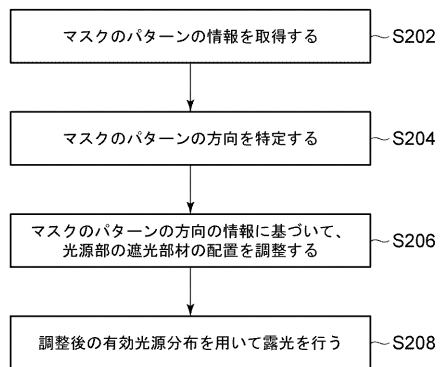 マスクのパターンの情報を取得する
S202
マスクのパターンの方向を特定する
S204
マスクのパターンの方向の情報に基づいて、
光源部の遮光部材の配置を調整する
S206
調整後の有効光源分布を用いて露光を行う
S208